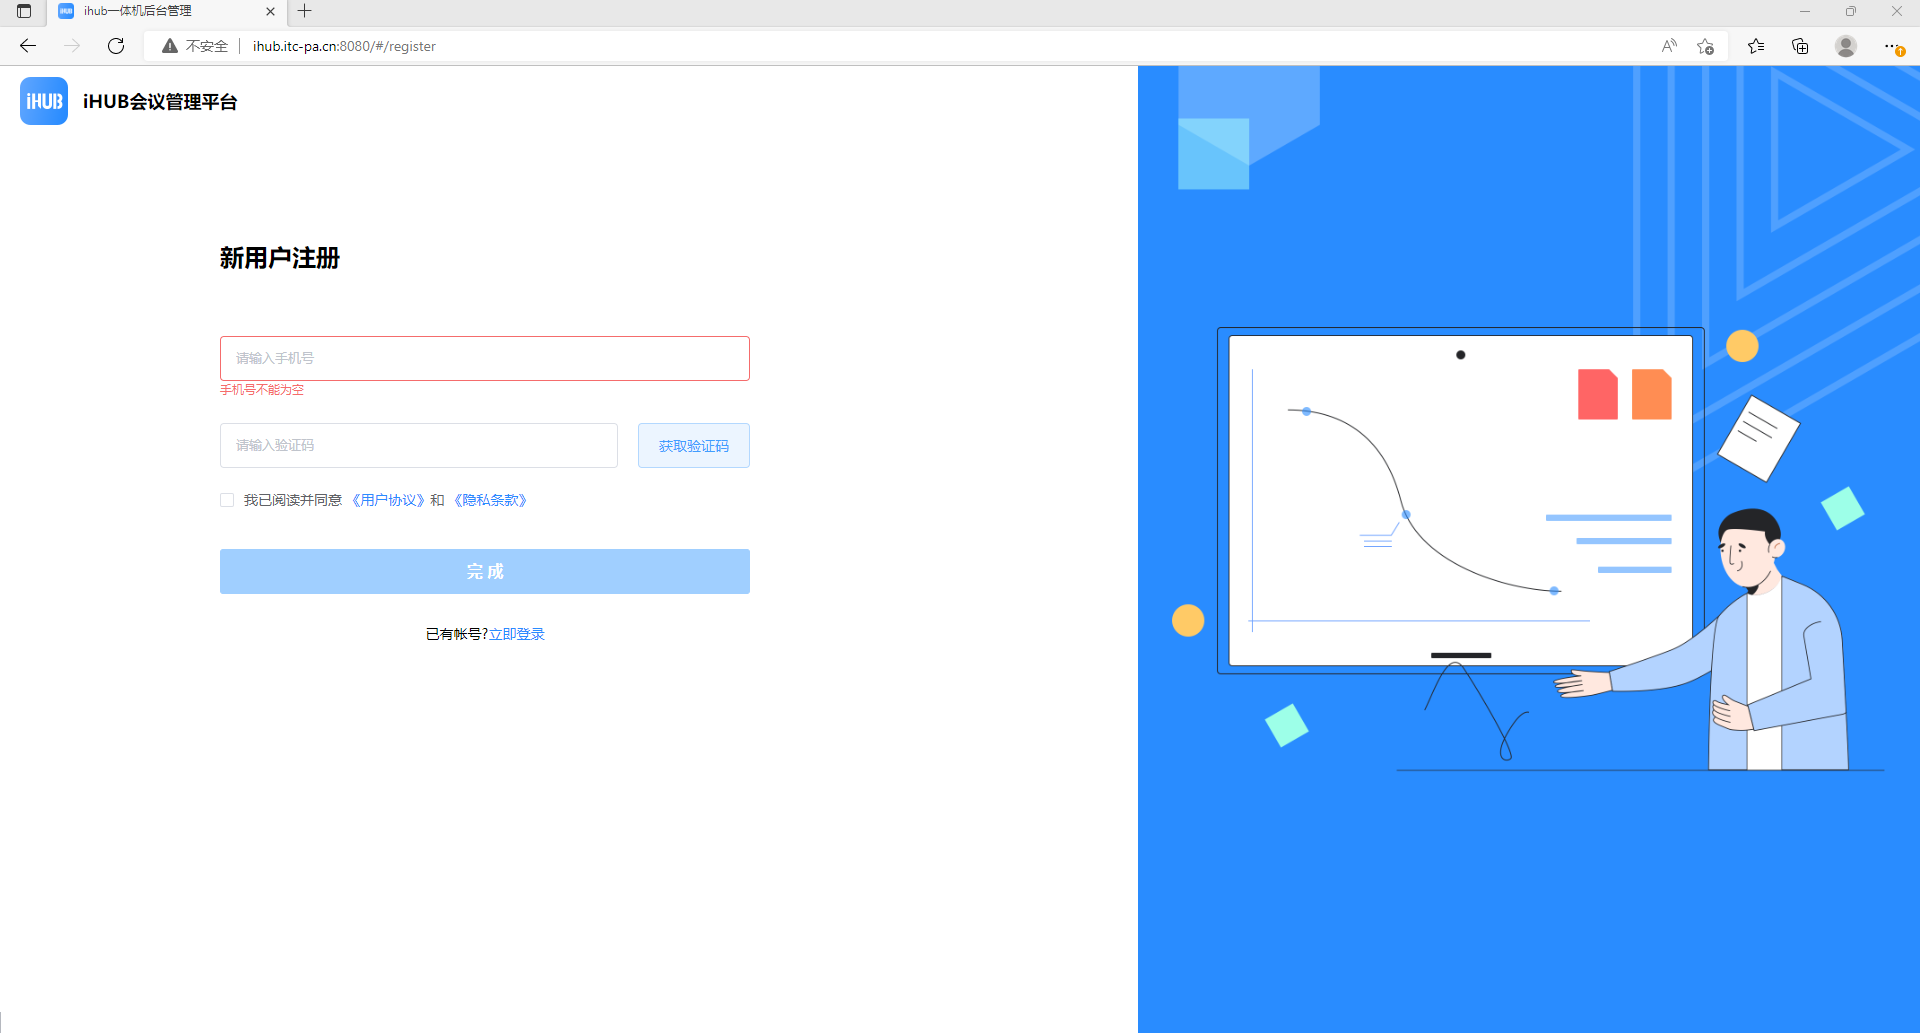 ihub一体机后台管理
不安全 ihub.itc-pa.cn:8080/#/register
iHUB iHUB会议管理平台
新用户注册
请输入手机号
手机号不能为空
请输入验证码 获取验证码
我已阅读并同意 《用户协议》和 《隐私条款》
完 成
已有帐号?立即登录